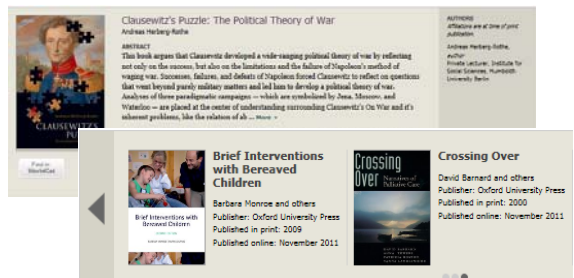 Clausewitz's Puzzle: The Political Theory of War
Andreas Herberg-Rothe
ABSTRACT
This book argues that Clausewitz developed a wide-ranging political theory of war by reflecting
not only on the success, but also on the limitations and the failure of Napoleon's method of
waging war. Successes, failures, and defeats of Napoleon forced Clausewitz to reflect on questions
that went beyond purely military matters and led him to develop a political theory of war.
Analyses of three paradigmatic campaigns — which are symbolized by Jena, Moscow, and
Waterloo — are placed at the center of understanding surrounding Clausewitz's On War and it's
inherent problems, like the relation of ab ... More »
AUTHORS
Affiliations are at time of print
publication.
Andreas Herberg-Rothe,
author
Private Lecturer, Institute for
Social Sciences, Humboldt
University Berlin
CLAUSEWITZ'S
Find in
WorldCat
Brief Interventions with
Bereaved Children
Brief Interventions
with Bereaved
Children
Barbara Monroe and others
Publisher: Oxford University Press
Published in print: 2009
Published online: November 2011
Crossing
Over
Narratives of
Palliative Care
Crossing Over
David Barnard and others
Publisher: Oxford University Press
Published in print: 2000
Published online: November 2011